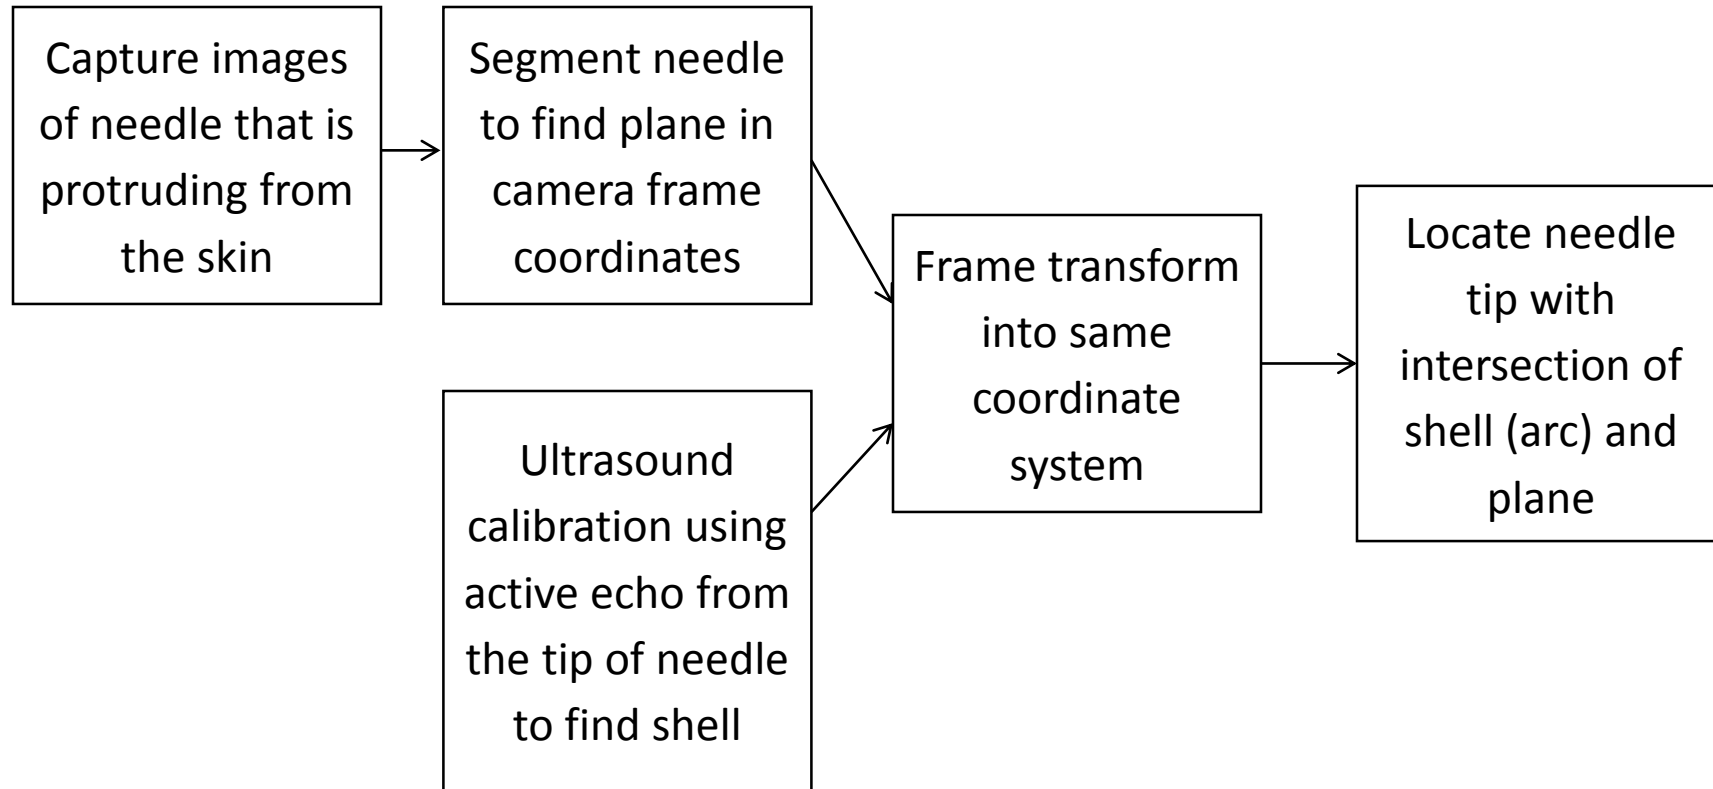 Capture images
of needle that is
protruding from
the skin
Segment needle
to find plane in
camera frame
coordinates
Ultrasound
calibration using
active echo from
the tip of needle
to find shell
Frame transform
into same
coordinate
system
Locate needle
tip with
intersection of
shell (arc) and
plane